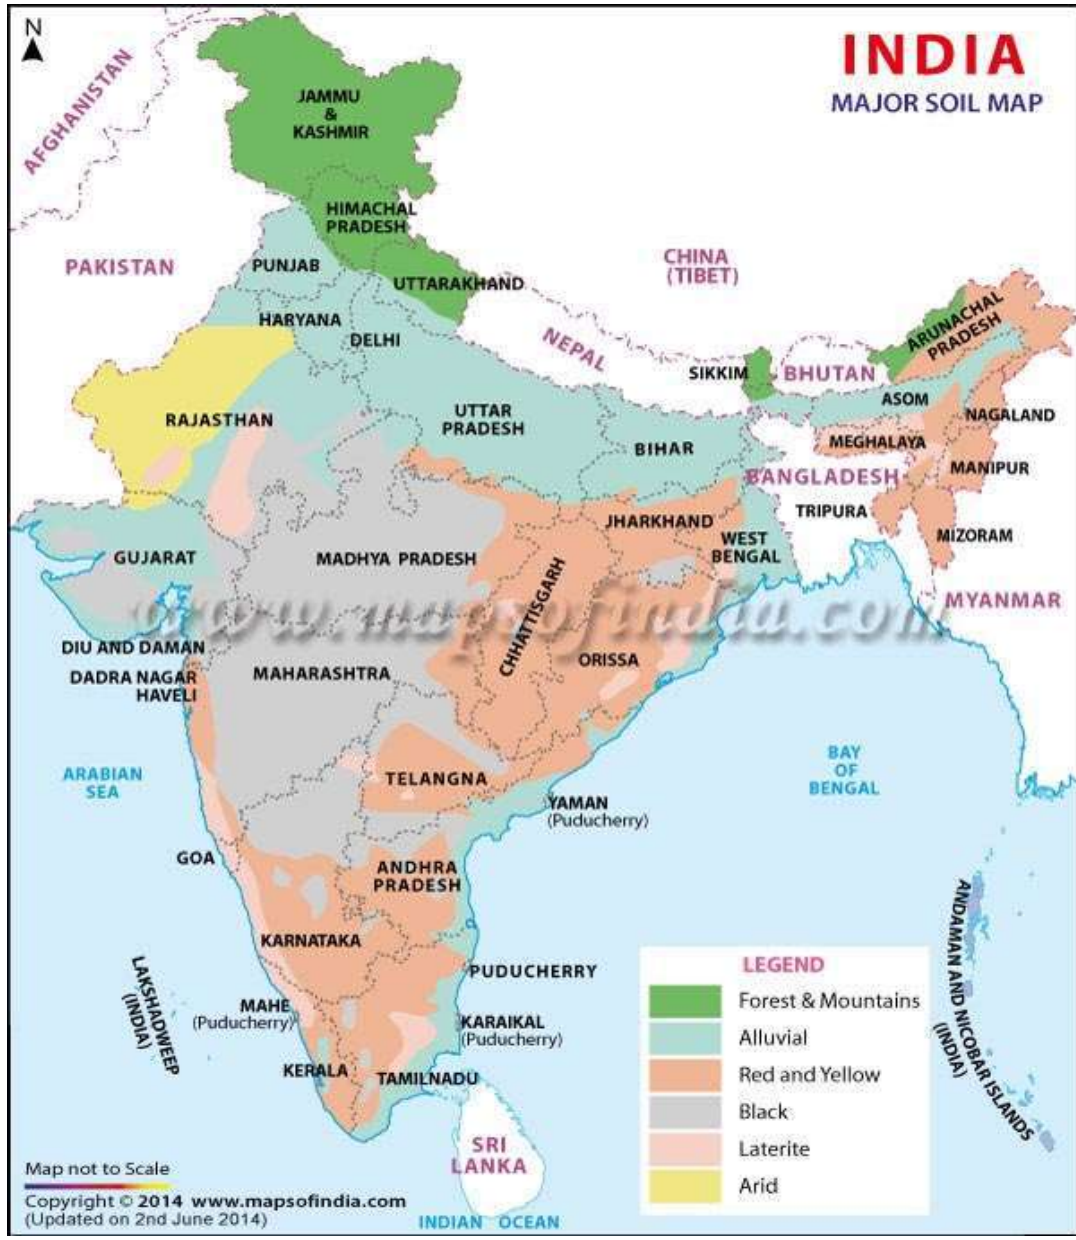 N
INDIA
MAJOR SOIL MAP
AFGHANISTAN
JAMMU
&
KASHMIR
HIMACHAL
PRADESH
PAKISTAN
PUNJAB
UTTARAKHAND
CHINA
(TIBET)
HARYANA
DELHI
NEPAL
ARUNACHAL
PRADESH
SIKKIM
BHUTAN
ASOM
RAJASTHAN
UTTAR
PRADESH
NAGALAND
BIHAR
MEGHALAYA
MANIPUR
BANGLADESH
TRIPURA
JHARKHAND
WEST
BENGAL
MIZORAM
GUJARAT
MADHYA PRADESH
MYANMAR
www.mapsofindia.com
CHHATTISGARH
DIU AND DAMAN
DADRA NAGAR
HAVELI
MAHARASHTRA
ORISSA
ARABIAN
SEA
TELANGNA
BAY
OF
BENGAL
YAMAN
(Puducherry)
GOA
ANDHRA
PRADESH
KARNATAKA
PUDUCHERRY
LAKSHADWEEP
(INDIA)
MAHE
(Puducherry)
KARAIKAL
(Puducherry)
KERALA
TAMILNADU
SRI
LANKA
ANDAMAN AND NICOBAR ISLANDS
(INDIA)
LEGEND
Forest & Mountains
Alluvial
Red and Yellow
Black
Laterite
Arid
Map not to Scale
Copyright © 2014 www.mapsofindia.com
(Updated on 2nd June 2014)
INDIAN OCEAN